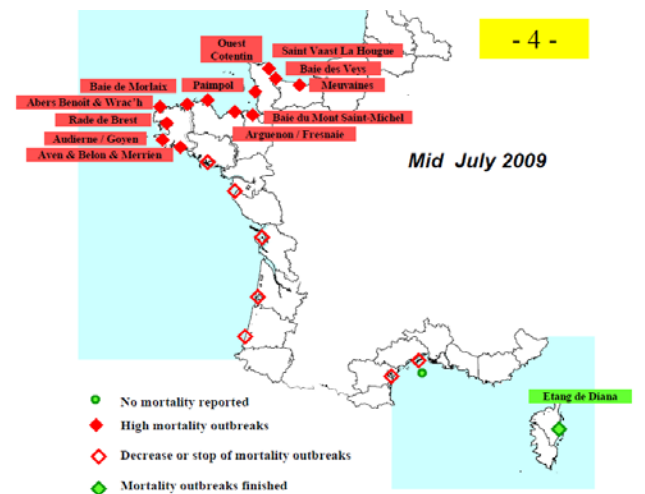 - 4 -
Ouest
Cotentin
Saint Vaast La Hougue
Baie des Veys
Meuvaines
Baie de Morlaix
Paimpol
Abers Benoît & Wrac'h
Rade de Brest
Baie du Mont Saint-Michel
Audierne / Goyen
Arguenon / Fresnaie
Aven & Belon & Merrien
Mid July 2009
Etang de Diana
No mortality reported
High mortality outbreaks
Decrease or stop of mortality outbreaks
Mortality outbreaks finished